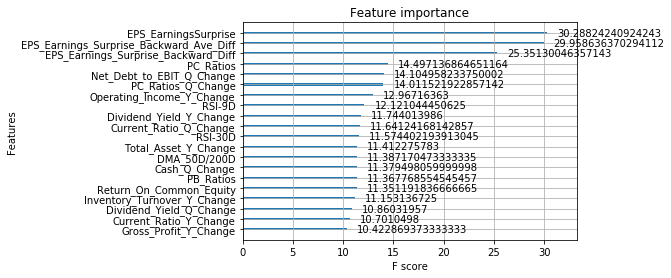 Feature importance
EPS_EarningsSurprise 30.28824240924243
EPS_Earnings_Surprise_Backward_Ave_Diff 29.958636370294112
EPS_Earnings_Surprise_Backward_Diff 25.35130046357143
PC_Ratios 14.497136864651164
Net_Debt_to_EBIT_Q_Change 14.104958233750002
PC_Ratios_Q_Change 14.011521922857142
Operating_Income_Y_Change 12.96716363
RSI-9D 12.121044450625
Dividend_Yield_Y_Change 11.744013986
Current_Ratio_Q_Change 11.64124168142857
RSI-30D 11.574402193913045
Total_Asset_Y_Change 11.412275783
DMA_50D/200D 11.387170473333335
Cash_Q_Change 11.379498059999998
PB_Ratios 11.367768554545457
Return_On_Common_Equity 11.351191836666665
Inventory_Turnover_Y_Change 11.153136725
Dividend_Yield_Q_Change 10.86031957
Current_Ratio_Y_Change 10.7010498
Gross_Profit_Y_Change 10.422869373333333
0 5 10 15 20 25 30
F score
Features